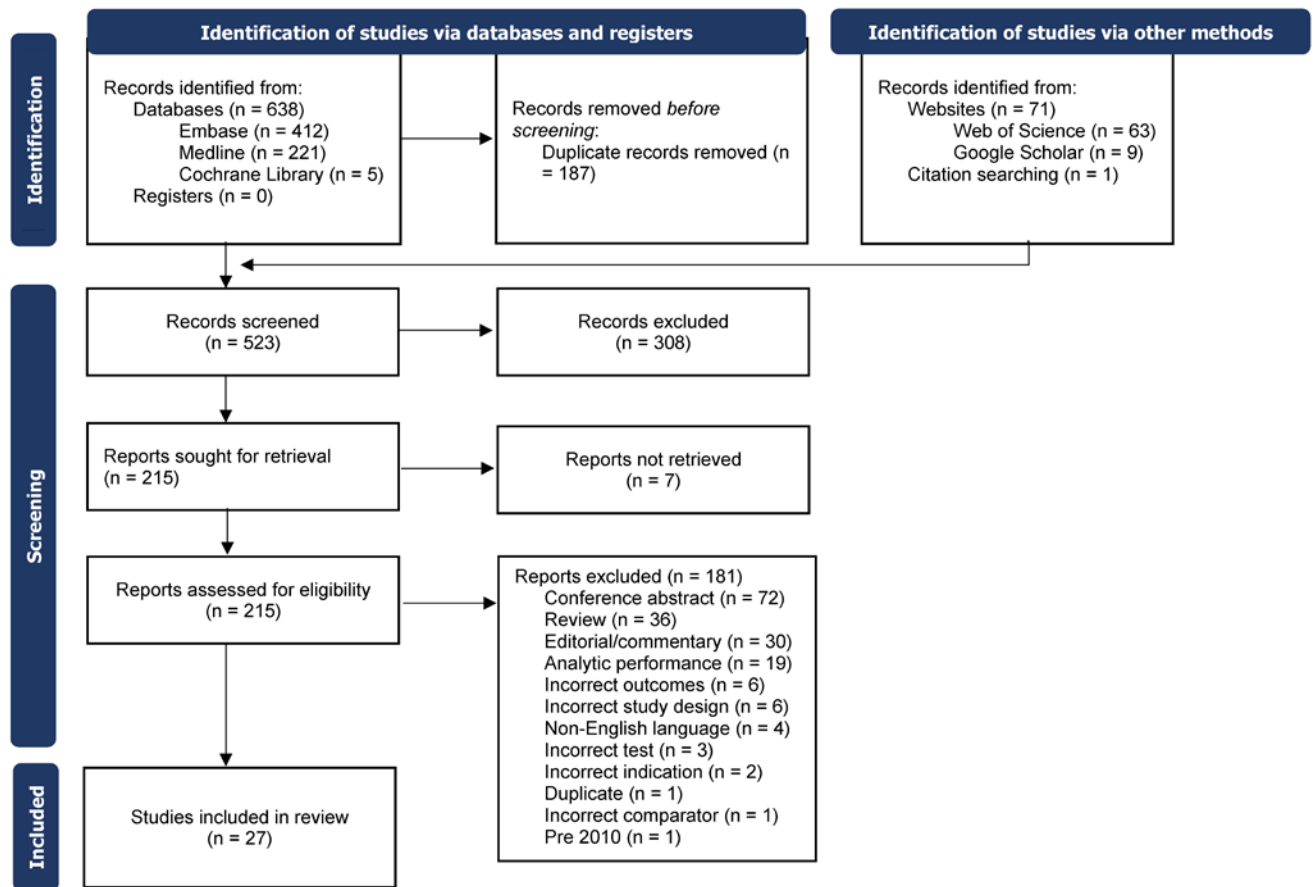 Identification of studies via databases and registers
Identification of studies via other methods
Identification
Records identified from:
Databases (n = 638)
Embase (n = 412)
Medline (n = 221)
Cochrane Library (n = 5)
Registers (n = 0)
Records removed before
screening:
Duplicate records removed (n
= 187)
Records identified from:
Websites (n = 71)
Web of Science (n = 63)
Google Scholar (n = 9)
Citation searching (n = 1)
Screening
Records screened
(n = 523)
Records excluded
(n = 308)
Reports sought for retrieval
(n = 215)
Reports not retrieved
(n = 7)
Reports assessed for eligibility
(n = 215)
Reports excluded (n = 181)
Conference abstract (n = 72)
Review (n = 36)
Editorial/commentary (n = 30)
Analytic performance (n = 19)
Incorrect outcomes (n = 6)
Incorrect study design (n = 6)
Non-English language (n = 4)
Incorrect test (n = 3)
Incorrect indication (n = 2)
Duplicate (n = 1)
Incorrect comparator (n = 1)
Pre 2010 (n = 1)
Included
Studies included in review
(n = 27)